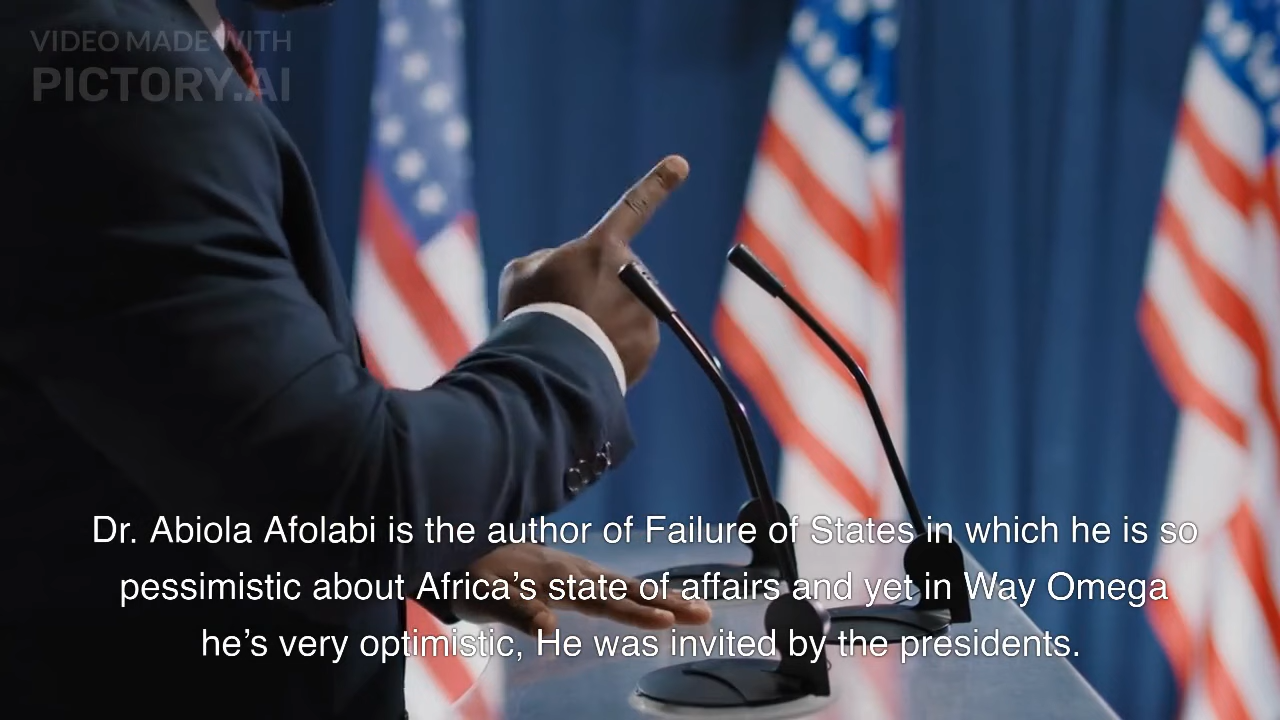 VIDEO MADE WITH
PICTORY.AI
Dr. Abiola Afolabi is the author of Failure of States in which he is so
pessimistic about Africa’s state of affairs and yet in Way Omega
he’s very optimistic, He was invited by the presidents.